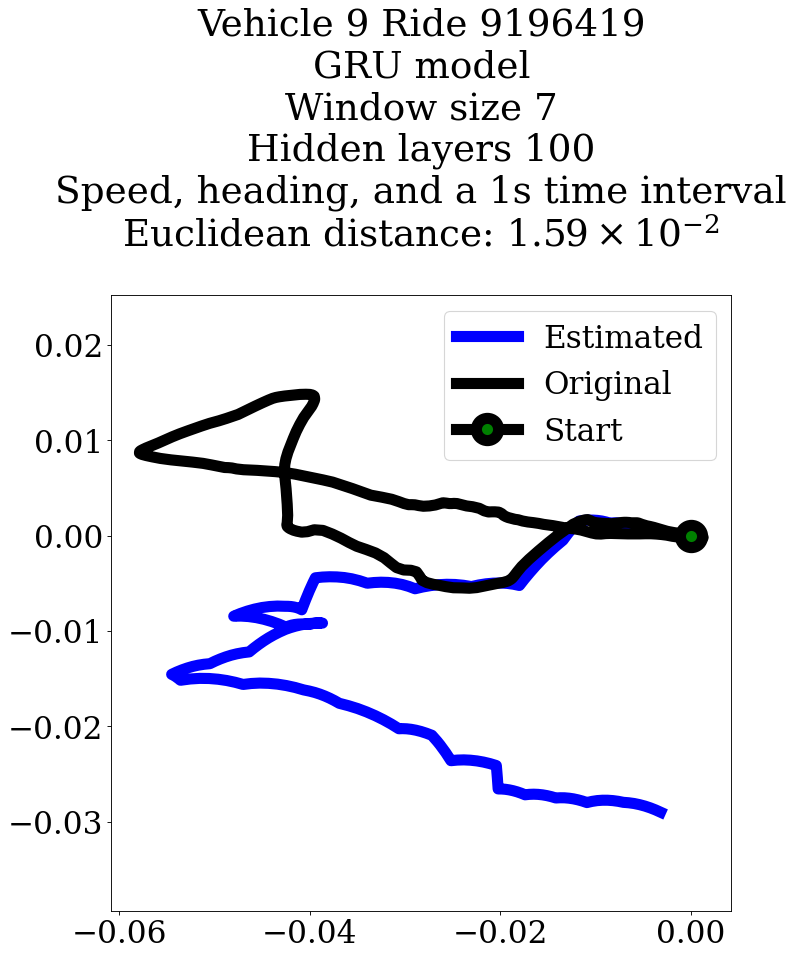 Vehicle 9 Ride 9196419
GRU model
Window size 7
Hidden layers 100
Speed, heading, and a 1s time interval
Euclidean distance: 1.59 × 10⁻²
Estimated
Original
Start
0.02
0.01
0.00
−0.01
−0.02
−0.03
−0.06 −0.04 −0.02 0.00